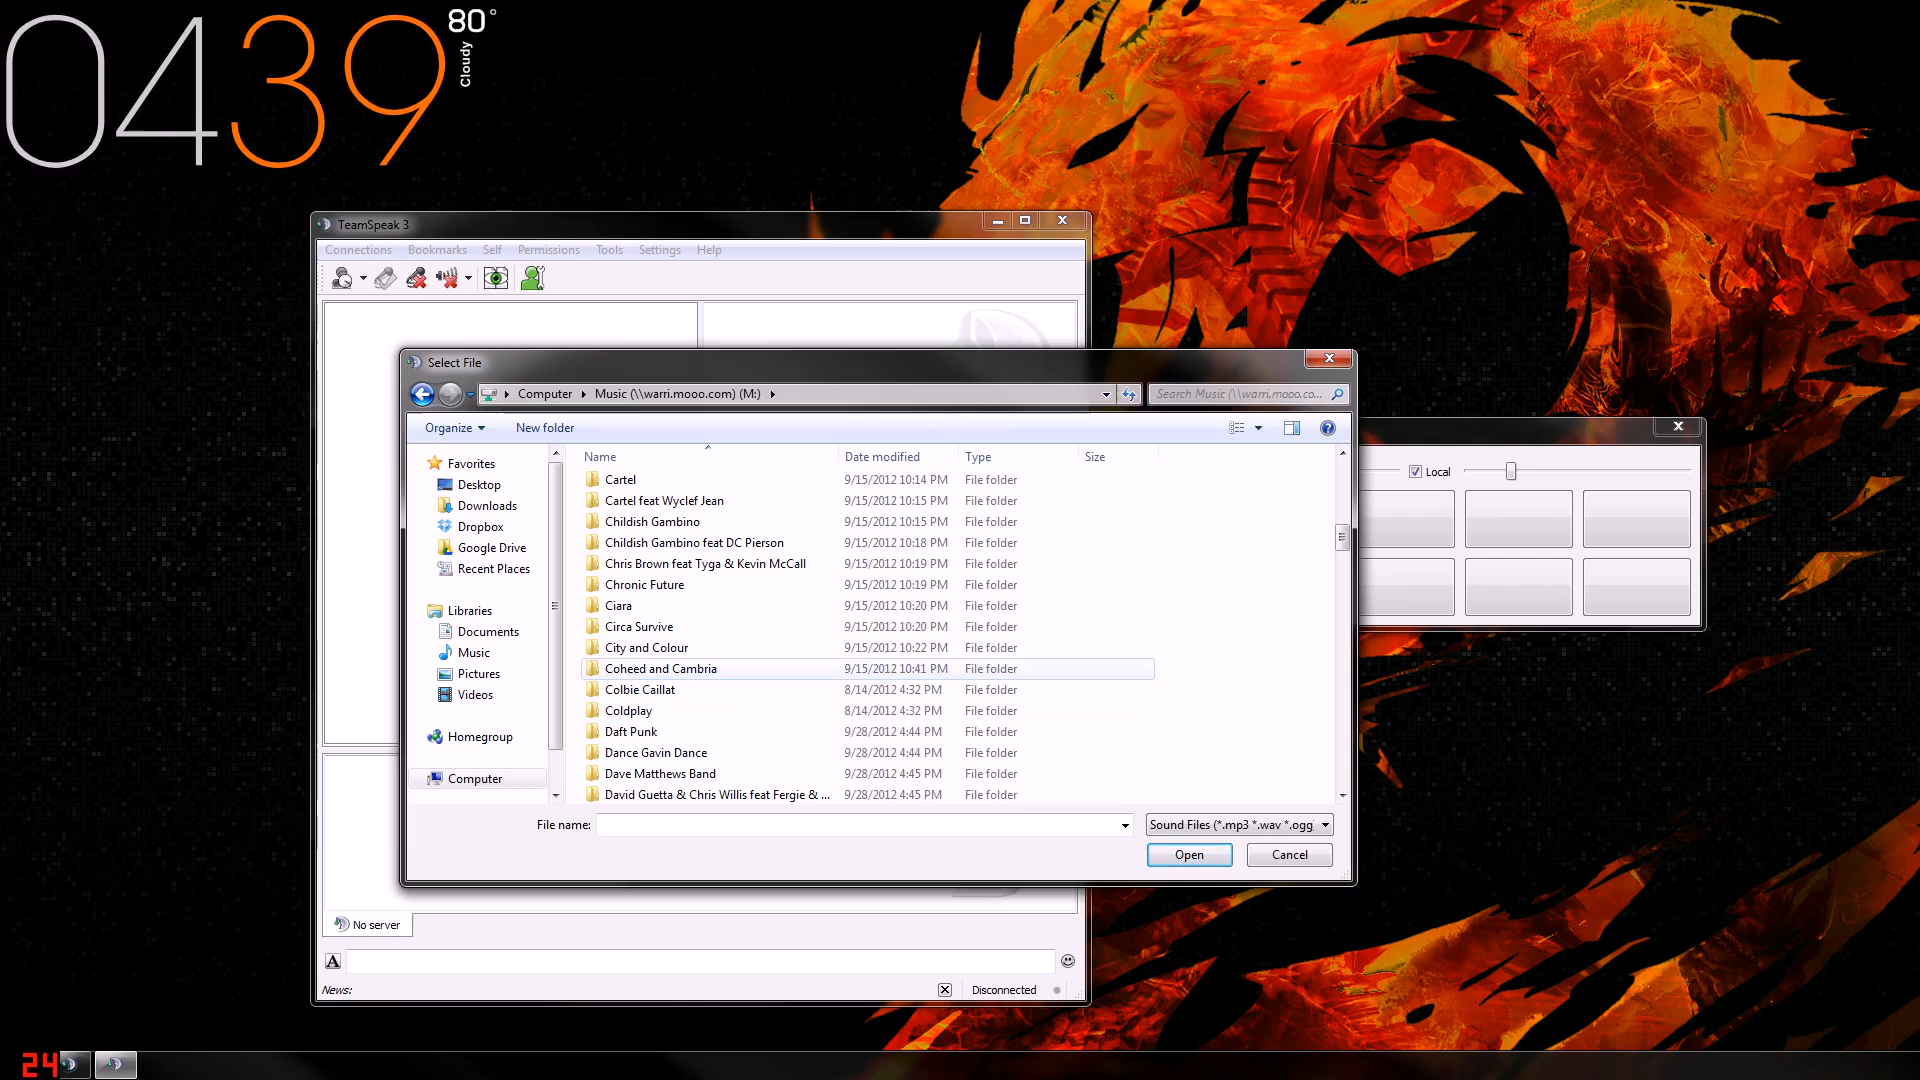 0439
80°
Cloudy
TeamSpeak 3
Connections Bookmarks Self Permissions Tools Settings Help
Select File
Computer Music (\\warri.mooo.com) (M:)
Search Music (\\warri.mooo.co...
Organize New folder
Favorites
Desktop
Downloads
Dropbox
Google Drive
Recent Places
Libraries
Documents
Music
Pictures
Videos
Homegroup
Computer
Name Date modified Type Size
Cartel 9/15/2012 10:14 PM File folder
Cartel feat Wyclef Jean 9/15/2012 10:15 PM File folder
Childish Gambino 9/15/2012 10:15 PM File folder
Childish Gambino feat DC Pierson 9/15/2012 10:18 PM File folder
Chris Brown feat Tyga & Kevin McCall 9/15/2012 10:19 PM File folder
Chronic Future 9/15/2012 10:19 PM File folder
Ciara 9/15/2012 10:20 PM File folder
Circa Survive 9/15/2012 10:20 PM File folder
City and Colour 9/15/2012 10:22 PM File folder
Coheed and Cambria 9/15/2012 10:41 PM File folder
Colbie Caillat 8/14/2012 4:32 PM File folder
Coldplay 8/14/2012 4:32 PM File folder
Daft Punk 9/28/2012 4:44 PM File folder
Dance Gavin Dance 9/28/2012 4:44 PM File folder
Dave Matthews Band 9/28/2012 4:45 PM File folder
David Guetta & Chris Willis feat Fergie & ... 9/28/2012 4:45 PM File folder
File name: Sound Files (*.mp3 *.wav *.ogg
Open Cancel
Local
No server
A
News: Disconnected
24